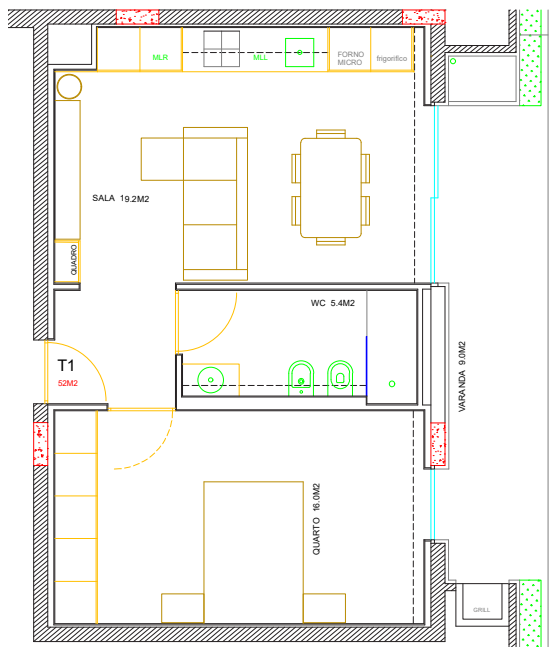 MLR
MLL
FORNO
MICRO
frigorifico
SALA 19.2M2
QUADRO
WC 5.4M2
T1
52M2
VARANDA 9.0M2
QUARTO 16.0M2
GRILL